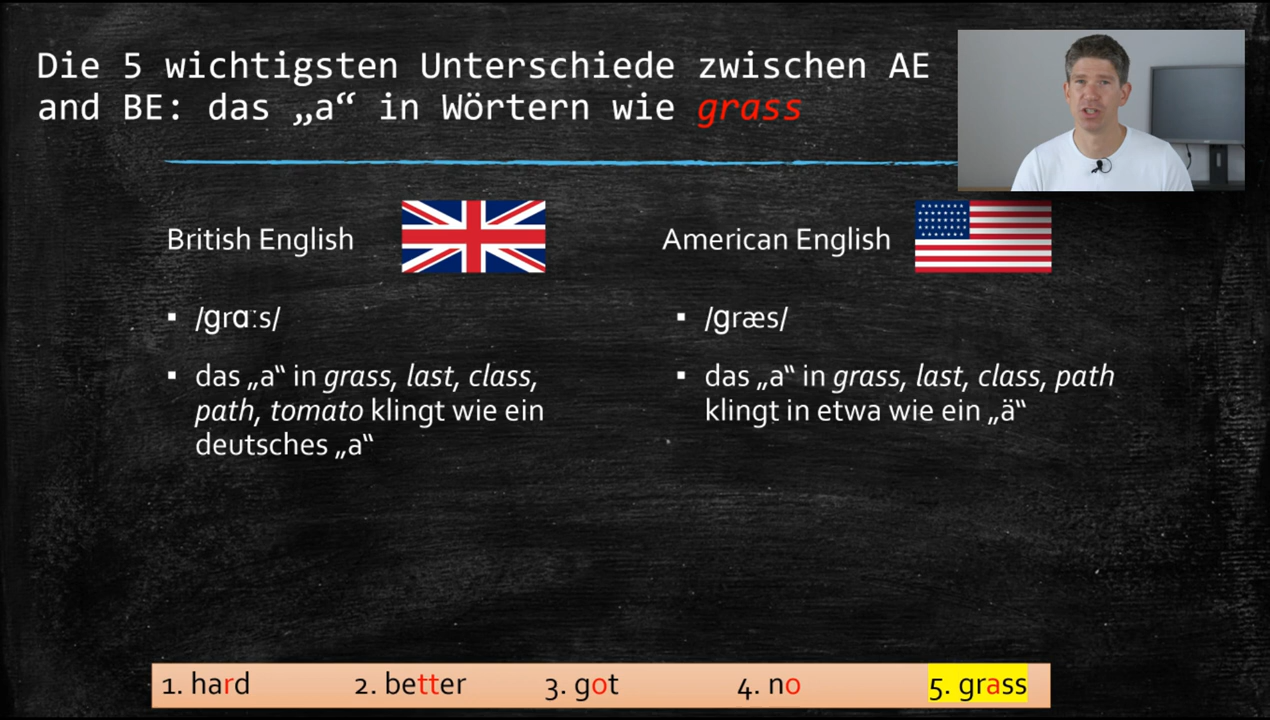 Die 5 wichtigsten Unterschiede zwischen AE
and BE: das „a“ in Wörtern wie grass
British English
American English
▪ /ɡrɑːs/
▪ das „a“ in grass, last, class,
path, tomato klingt wie ein
deutsches „a“
▪ /ɡræs/
▪ das „a“ in grass, last, class, path
klingt in etwa wie ein „ä“
1. hard 2. better 3. got 4. no 5. grass